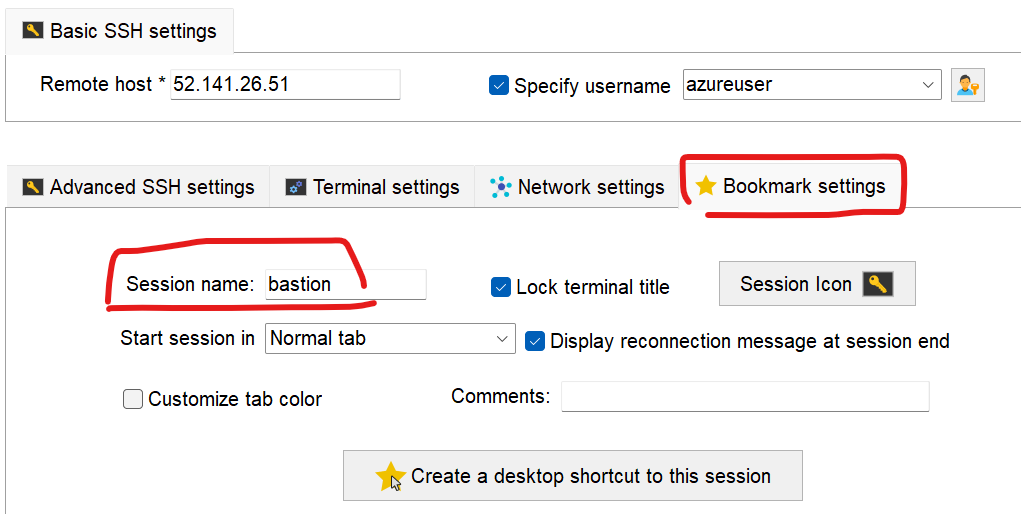 Basic SSH settings
Remote host * 52.141.26.51 Specify username azureuser
Advanced SSH settings Terminal settings Network settings Bookmark settings
Session name: bastion Lock terminal title Session Icon
Start session in Normal tab Display reconnection message at session end
Customize tab color Comments:
Create a desktop shortcut to this session